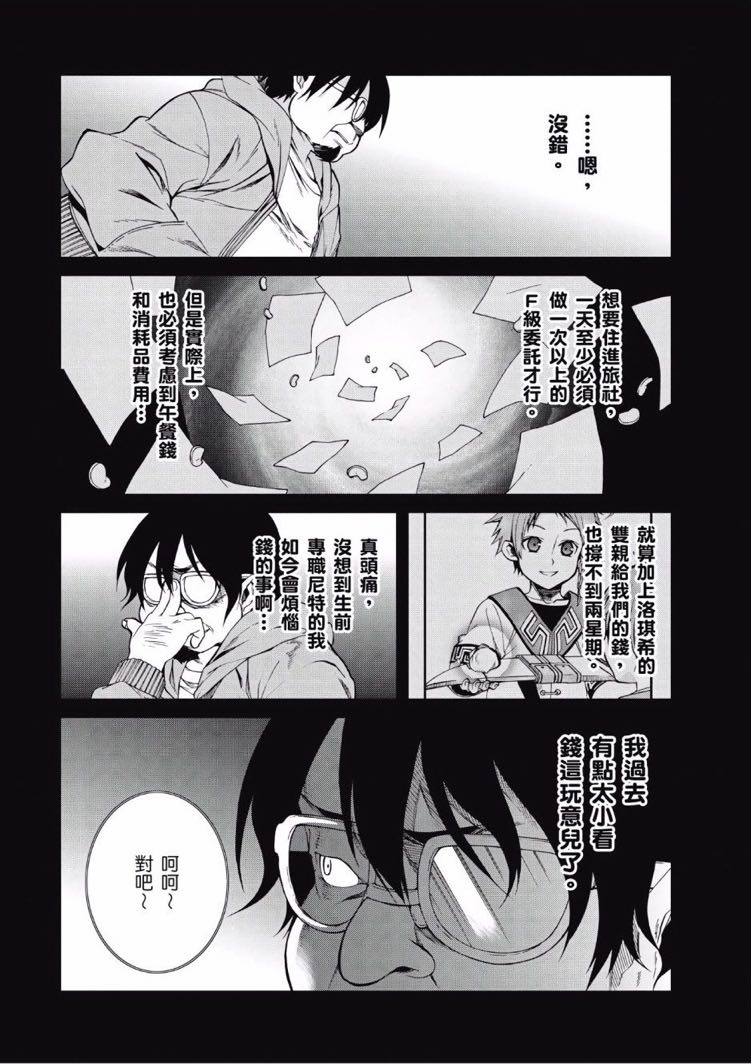 ……嗯，
沒錯。
想要住進旅社，
一天至少必須
做一次以上的
F級委託才行。
但是實際上，
也必須考慮到午餐錢
和消耗品費用…
就算加上洛琪希的
雙親給我們的錢，
也撐不到兩星期。
真頭痛，
沒想到生前
專職尼特的我
如今會煩惱
錢的事啊…
我過去
有點太小看
錢這玩意兒了。
呵呵～
對吧～